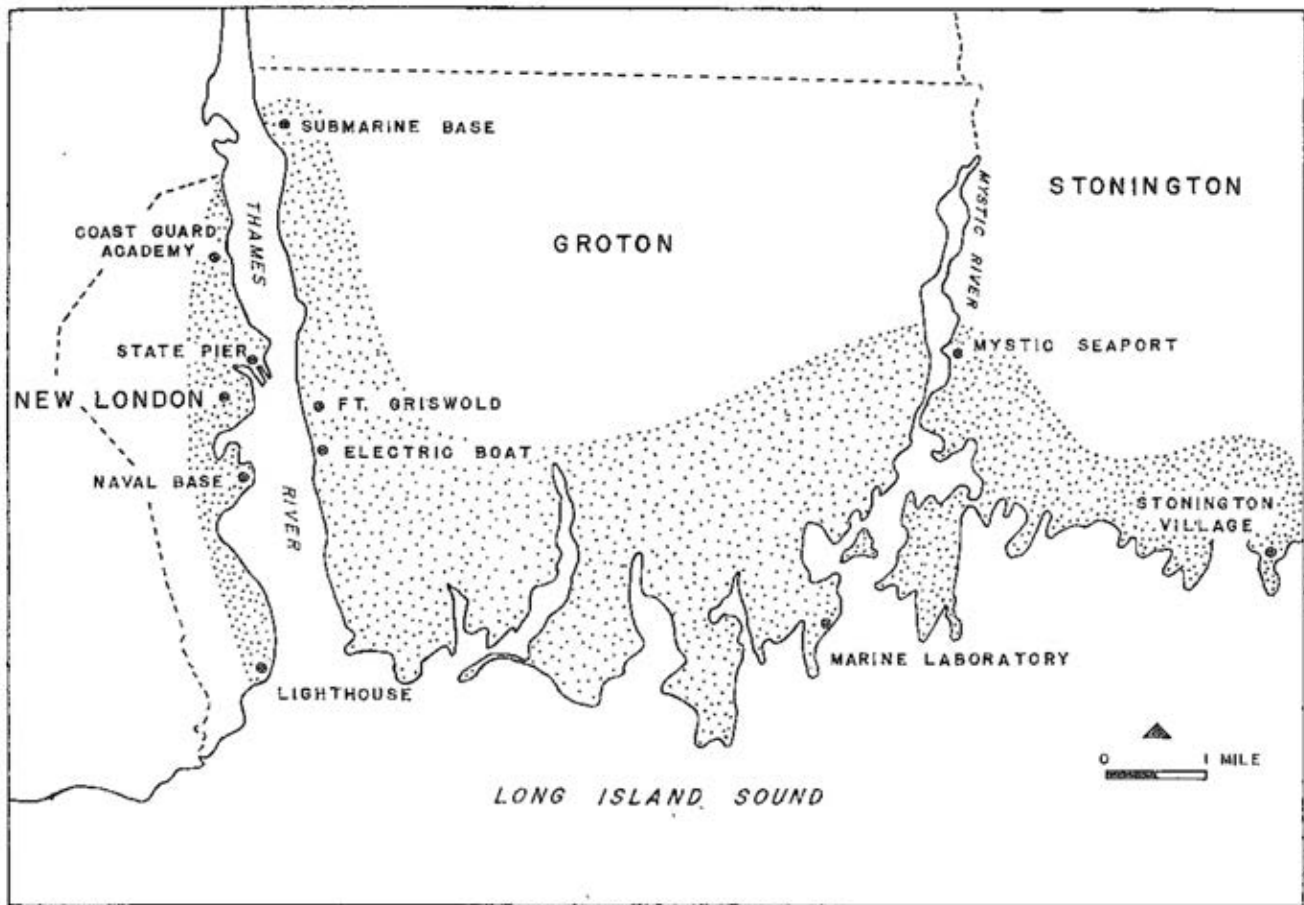 SUBMARINE BASE
STONINGTON
MYSTIC RIVER
THAMES
COAST GUARD
ACADEMY
GROTON
STATE PIER
MYSTIC SEAPORT
NEW LONDON
FT. GRISWOLD
ELECTRIC BOAT
NAVAL BASE
RIVER
STONINGTON
VILLAGE
MARINE LABORATORY
LIGHTHOUSE
0 1 MILE
LONG ISLAND SOUND